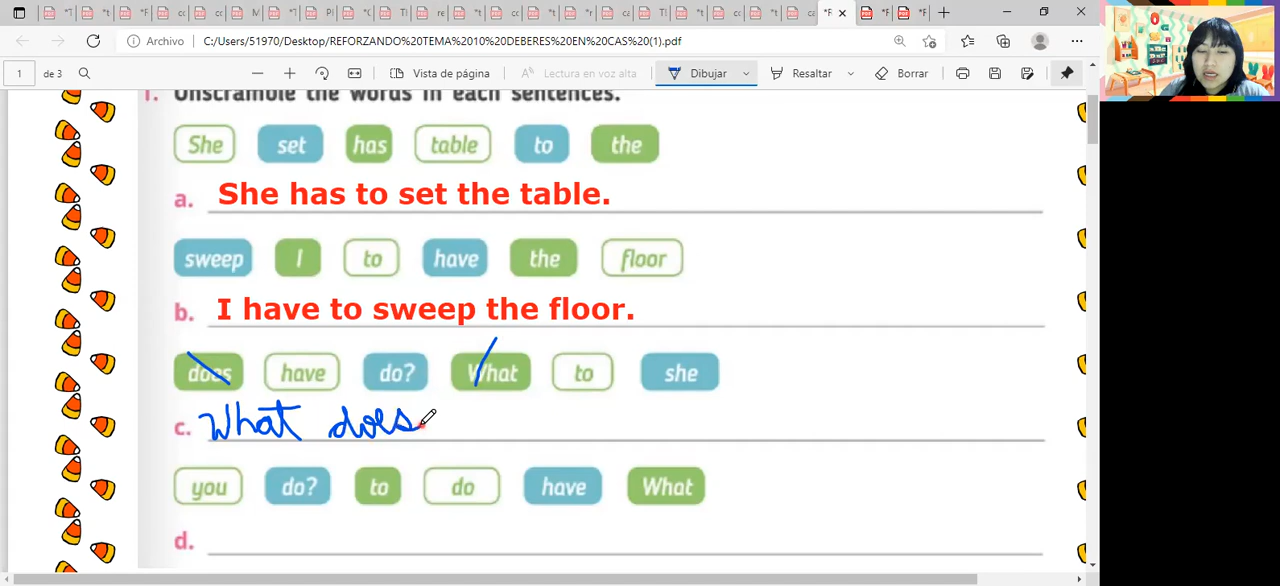 Archivo C:/Users/51970/Desktop/REFORZANDO%20TEMA%2010%20DEBERES%20EN%20CAS%20(1).pdf
1 de 3 Vista de página Lectura en voz alta Dibujar Resaltar Borrar
1. Unscramble the words in each sentences.
She set has table to the
a. She has to set the table.
sweep I to have the floor
b. I have to sweep the floor.
does have do? What to she
c. What does
you do? to do have What
d.